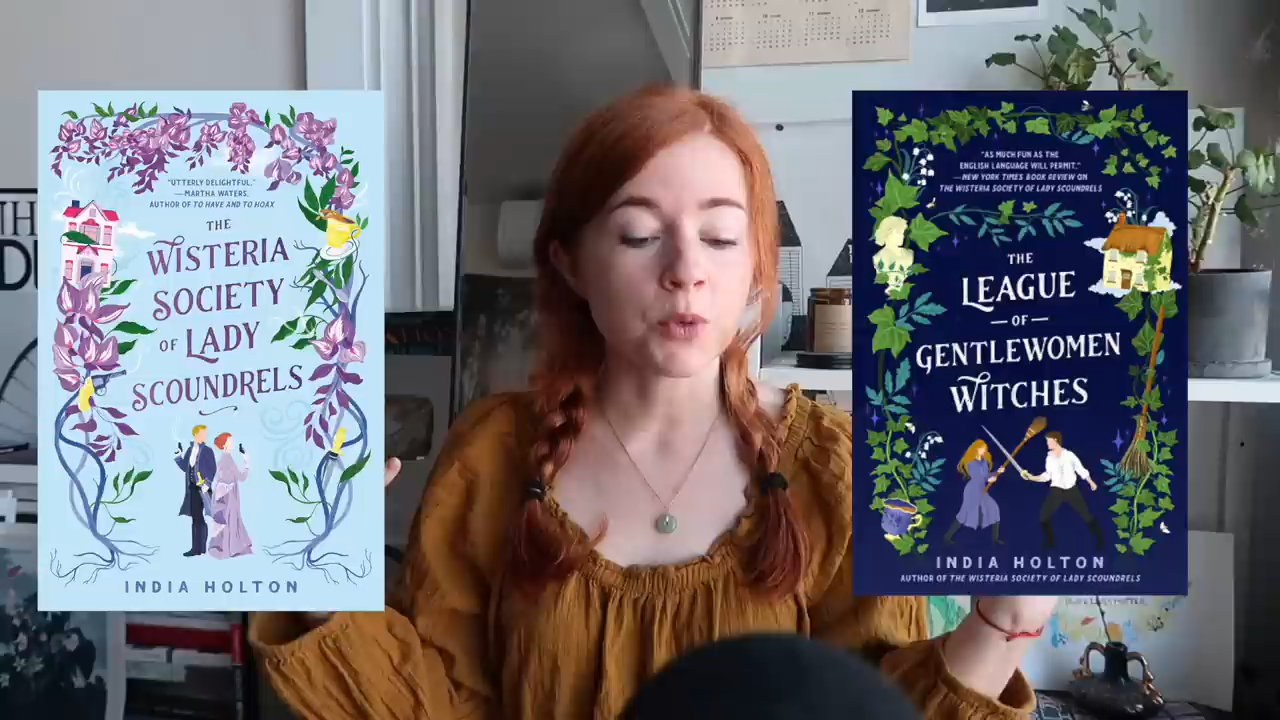 "UTTERLY DELIGHTFUL."
—MARTHA WATERS,
AUTHOR OF TO HAVE AND TO HOAX
THE
WISTERIA
SOCIETY
OF LADY
SCOUNDRELS
INDIA HOLTON
"AS MUCH FUN AS THE
ENGLISH LANGUAGE WILL PERMIT."
—NEW YORK TIMES BOOK REVIEW ON
THE WISTERIA SOCIETY OF LADY SCOUNDRELS
THE
LEAGUE
—OF—
GENTLEWOMEN
WITCHES
INDIA HOLTON
AUTHOR OF THE WISTERIA SOCIETY OF LADY SCOUNDRELS